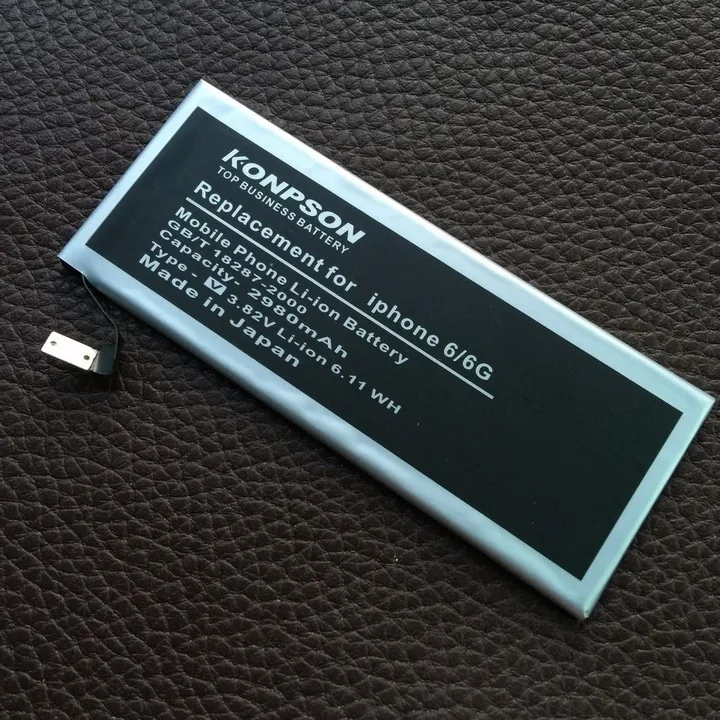 KONPSON
TOP BUSINESS BATTERY
Replacement for iphone 6/6G
Mobile Phone Li-ion Battery
GB/T 18287-2000
Capacity- 2980mAh
Type - V 3.82V Li-ion 6.11 WH
Made in Japan